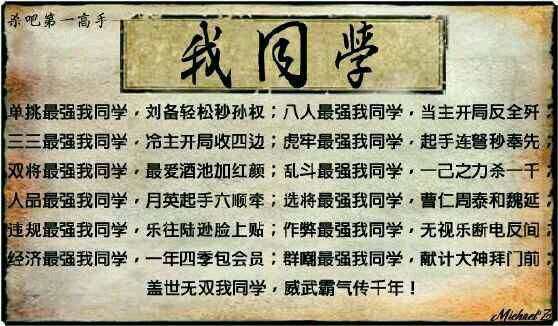 杀吧第一高手
我同学
单挑最强我同学，刘备轻松秒孙权；八人最强我同学，当主开局反全歼；
三三最强我同学，冷主开局收四边；虎牢最强我同学，起手连弩秒奉先；
双将最强我同学，最爱酒池加红颜；乱斗最强我同学，一己之力杀一千；
人品最强我同学，月英起手六顺牵；选将最强我同学，曹仁周泰和魏延；
违规最强我同学，乐往陆逊脸上贴；作弊最强我同学，无视乐断电反间；
经济最强我同学，一年四季包会员；群嘲最强我同学，献计大神拜门前；
盖世无双我同学，威武霸气传千年！